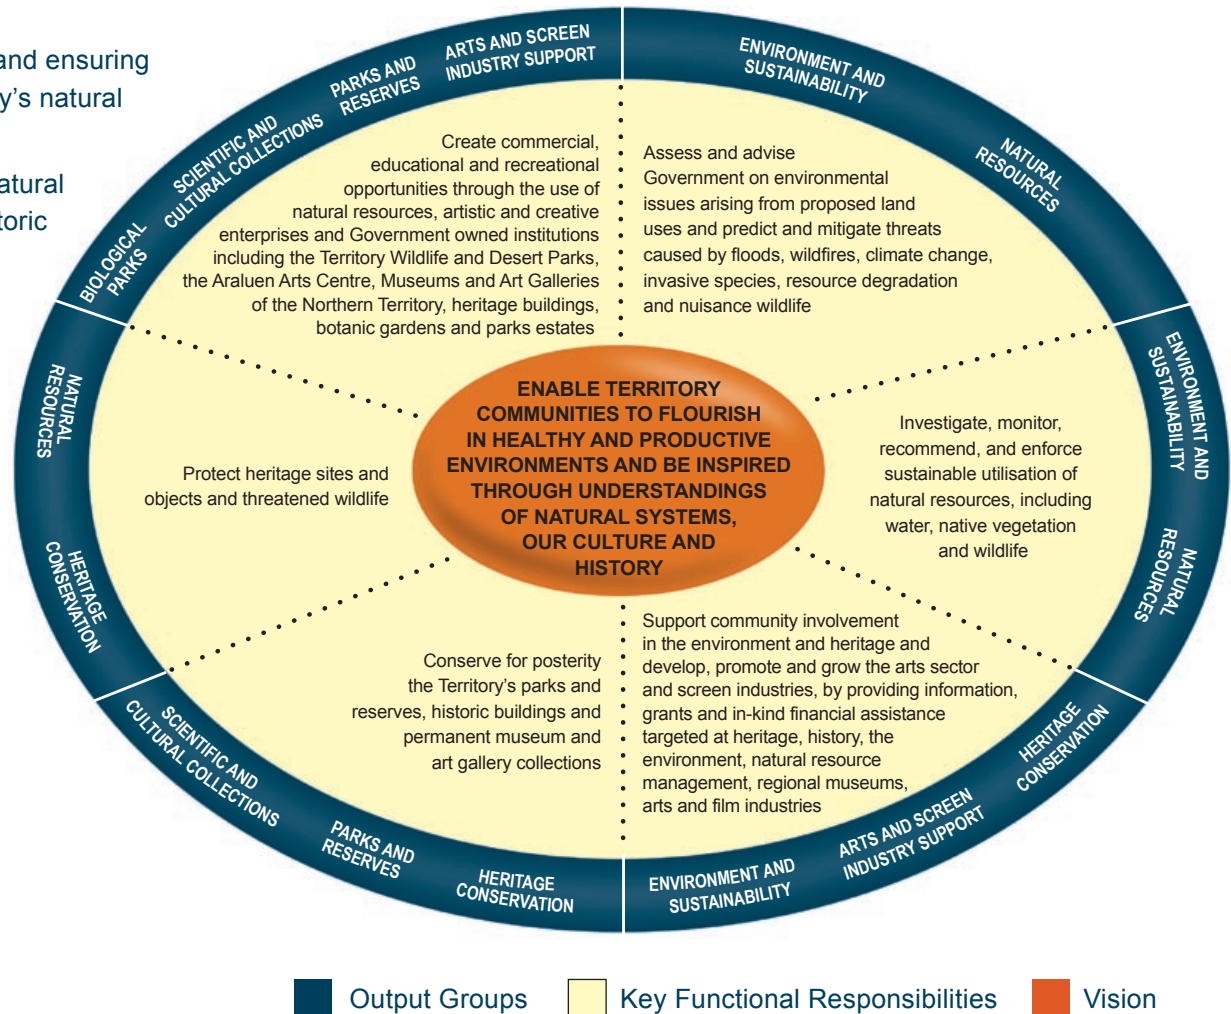 and ensuring
y's natural
atural
toric
BIOLOGICAL
PARKS
SCIENTIFIC AND
CULTURAL COLLECTIONS
PARKS AND
RESERVES
ARTS AND SCREEN
INDUSTRY SUPPORT
ENVIRONMENT AND
SUSTAINABILITY
NATURAL
RESOURCES
Create commercial,
educational and recreational
opportunities through the use of
natural resources, artistic and creative
enterprises and Government owned institutions
including the Territory Wildlife and Desert Parks,
the Araluen Arts Centre, Museums and Art Galleries
of the Northern Territory, heritage buildings,
botanic gardens and parks estates
Assess and advise
Government on environmental
issues arising from proposed land
uses and predict and mitigate threats
caused by floods, wildfires, climate change,
invasive species, resource degradation
and nuisance wildlife
NATURAL
RESOURCES
HERITAGE
CONSERVATION
Protect heritage sites and
objects and threatened wildlife
ENABLE TERRITORY
COMMUNITIES TO FLOURISH
IN HEALTHY AND PRODUCTIVE
ENVIRONMENTS AND BE INSPIRED
THROUGH UNDERSTANDINGS
OF NATURAL SYSTEMS,
OUR CULTURE AND
HISTORY
Investigate, monitor,
recommend, and enforce
sustainable utilisation of
natural resources, including
water, native vegetation
and wildlife
ENVIRONMENT AND
SUSTAINABILITY
NATURAL
RESOURCES
Conserve for posterity
the Territory's parks and
reserves, historic buildings and
permanent museum and
art gallery collections
Support community involvement
in the environment and heritage and
develop, promote and grow the arts sector
and screen industries, by providing information,
grants and in-kind financial assistance
targeted at heritage, history, the
environment, natural resource
management, regional museums,
arts and film industries
SCIENTIFIC AND
CULTURAL COLLECTIONS
PARKS AND
RESERVES
HERITAGE
CONSERVATION
ENVIRONMENT AND
SUSTAINABILITY
ARTS AND SCREEN
INDUSTRY SUPPORT
HERITAGE
CONSERVATION
Output Groups
Key Functional Responsibilities
Vision